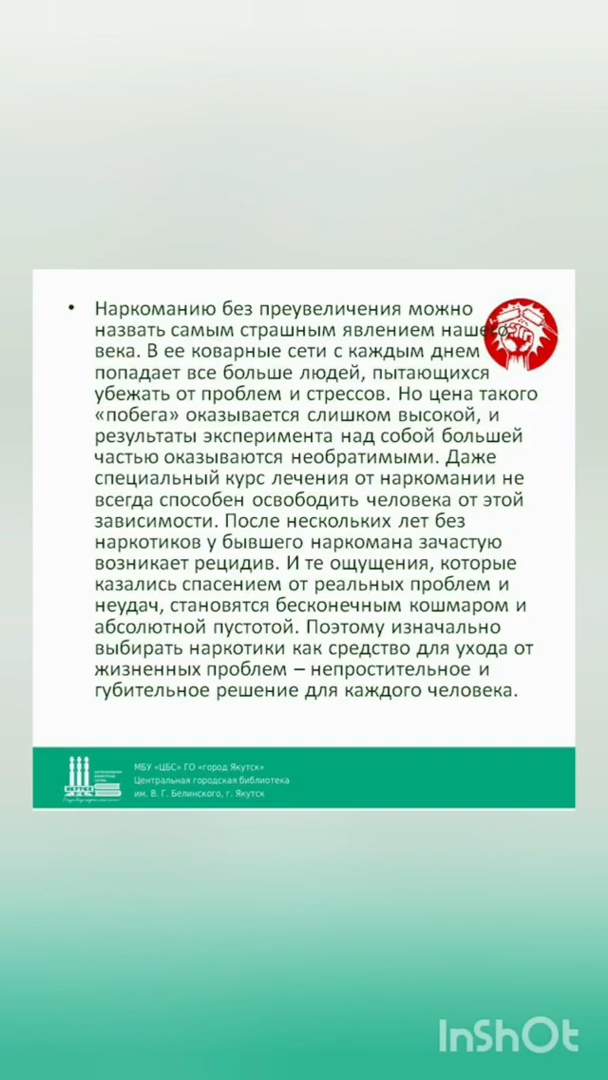 • Наркоманию без преувеличения можно
назвать самым страшным явлением нашего
века. В ее коварные сети с каждым днем
попадает все больше людей, пытающихся
убежать от проблем и стрессов. Но цена такого
«побега» оказывается слишком высокой, и
результаты эксперимента над собой большей
частью оказываются необратимыми. Даже
специальный курс лечения от наркомании не
всегда способен освободить человека от этой
зависимости. После нескольких лет без
наркотиков у бывшего наркомана зачастую
возникает рецидив. И те ощущения, которые
казались спасением от реальных проблем и
неудач, становятся бесконечным кошмаром и
абсолютной пустотой. Поэтому изначально
выбирать наркотики как средство для ухода от
жизненных проблем – непростительное и
губительное решение для каждого человека.
МБУ «ЦБС» ГО «город Якутск»
Центральная городская библиотека
им. В. Г. Белинского, г. Якутск
InShOt